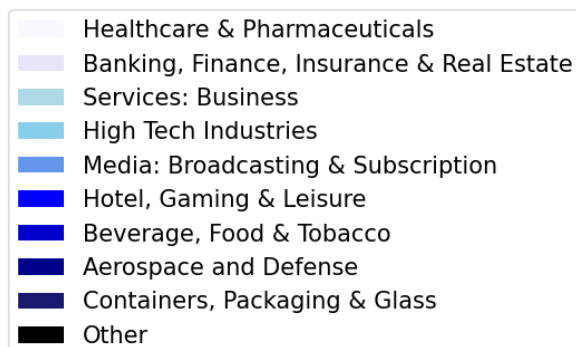 Healthcare & Pharmaceuticals
Banking, Finance, Insurance & Real Estate
Services: Business
High Tech Industries
Media: Broadcasting & Subscription
Hotel, Gaming & Leisure
Beverage, Food & Tobacco
Aerospace and Defense
Containers, Packaging & Glass
Other